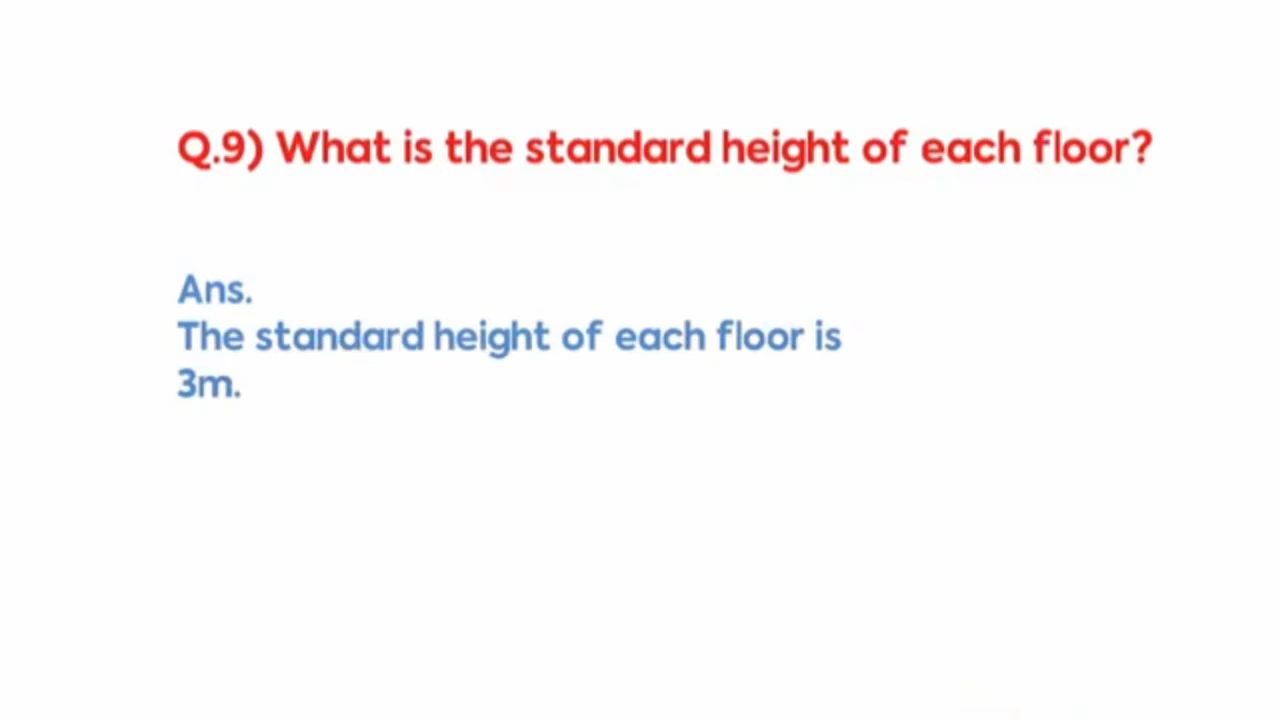 Q.9) What is the standard height of each floor?
Ans.
The standard height of each floor is
3m.